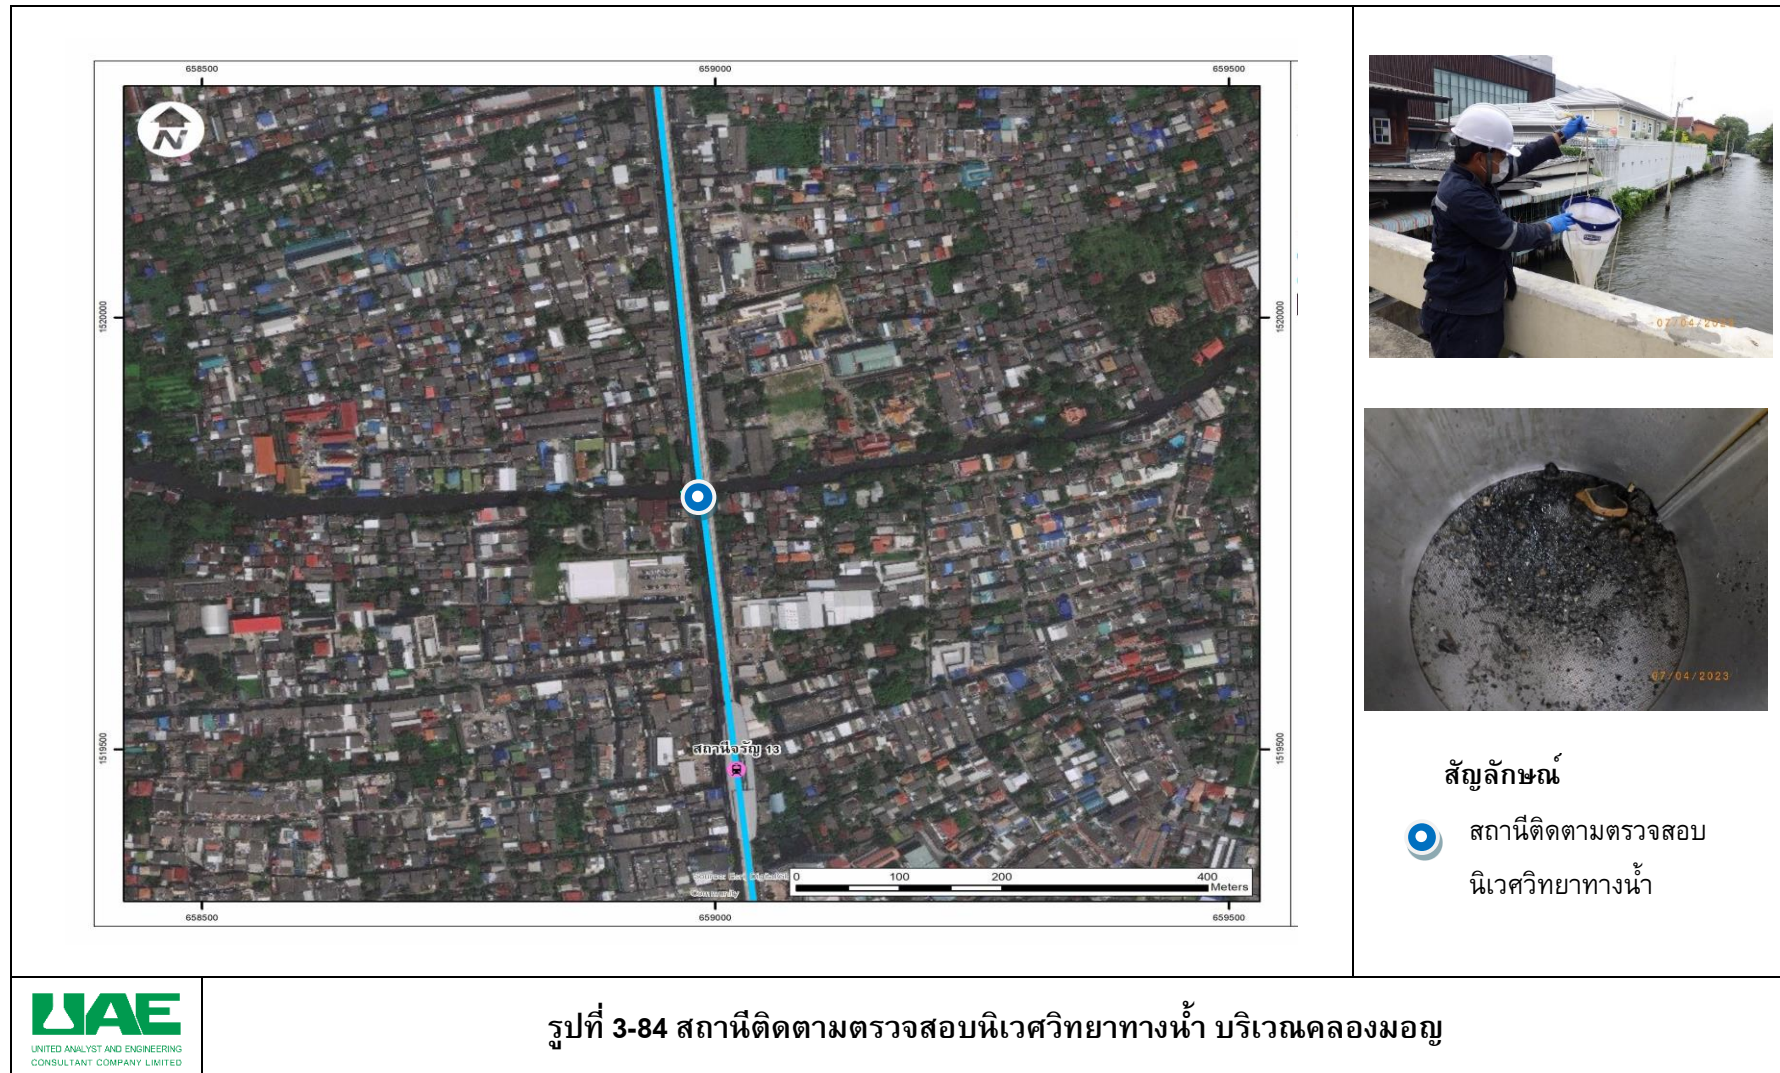 658500
659000
659500
N
1520000
1520000
1519500
1519500
สถานีจรัญ 13
Community
0 100 200 400
Meters
658500
659000
659500
07/04/2023
สัญลักษณ์
สถานีติดตามตรวจสอบ
นิเวศวิทยาทางน้ำ
UAE
UNITED ANALYST AND ENGINEERING
CONSULTANT COMPANY LIMITED
รูปที่ 3-84 สถานีติดตามตรวจสอบนิเวศวิทยาทางน้ำ บริเวณคลองมอญ